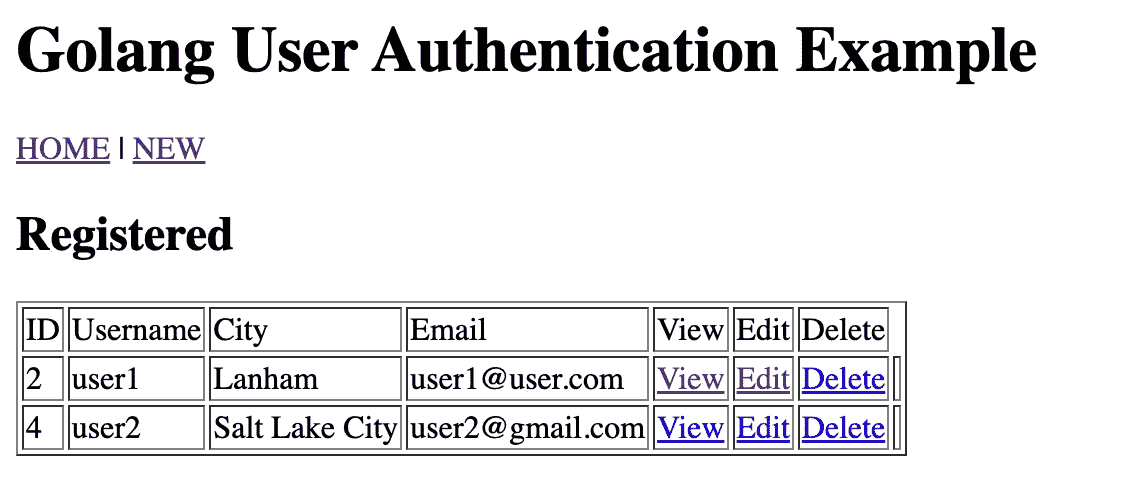 Golang User Authentication Example
HOME | NEW
Registered
ID Username City Email View Edit Delete
2 user1 Lanham user1@user.com View Edit Delete
4 user2 Salt Lake City user2@gmail.com View Edit Delete